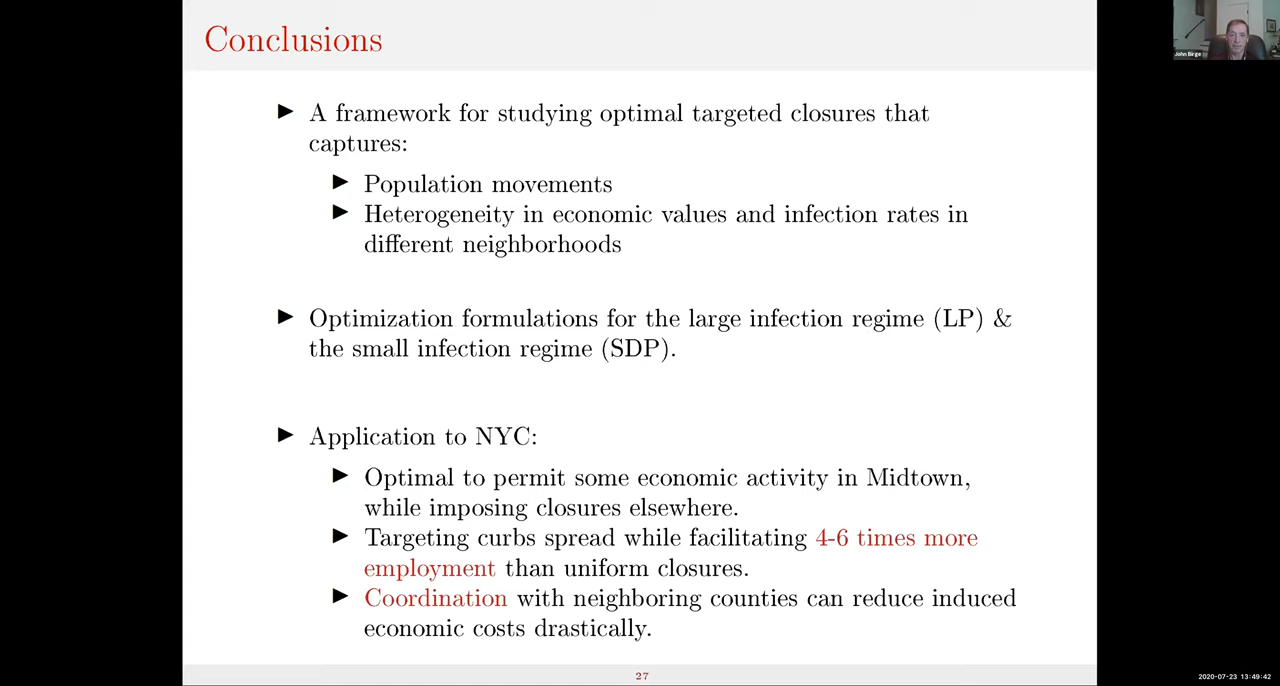 Conclusions
John Birge
▶ A framework for studying optimal targeted closures that
captures:
▶ Population movements
▶ Heterogeneity in economic values and infection rates in
different neighborhoods
▶ Optimization formulations for the large infection regime (LP) &
the small infection regime (SDP).
▶ Application to NYC:
▶ Optimal to permit some economic activity in Midtown,
while imposing closures elsewhere.
▶ Targeting curbs spread while facilitating 4-6 times more
employment than uniform closures.
▶ Coordination with neighboring counties can reduce induced
economic costs drastically.
27
2020-07-23 13:49:42